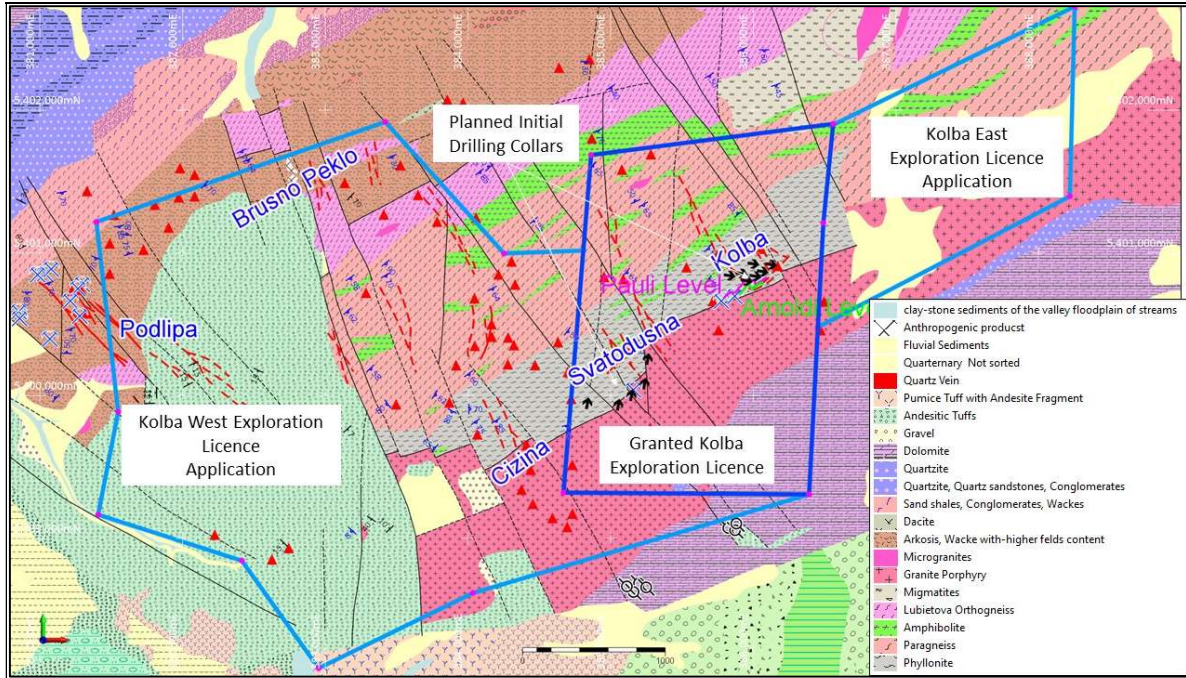 5,402,000mN
5,401,000mN
5,400,000mN
Planned Initial
Drilling Collars
Kolba East
Exploration Licence
Application
Brusno Peklo
Podlipa
Kolba
Pauli Level
Svatodusna
Cizina
Kolba West Exploration
Licence
Application
Granted Kolba
Exploration Licence
clay-stone sediments of the valley floodplain of streams
Anthropogenic producst
Fluvial Sediments
Quarternary Not sorted
Quartz Vein
Pumice Tuff with Andesite Fragment
Andesitic Tuffs
Gravel
Dolomite
Quartzite
Quartzite, Quartz sandstones, Conglomerates
Sand shales, Conglomerates, Wackes
Dacite
Arkosis, Wacke with-higher felds content
Microgranites
Granite Porphyry
Migmatites
Lubietova Orthogneiss
Amphibolite
Paragneiss
Phyllonite
0
1000